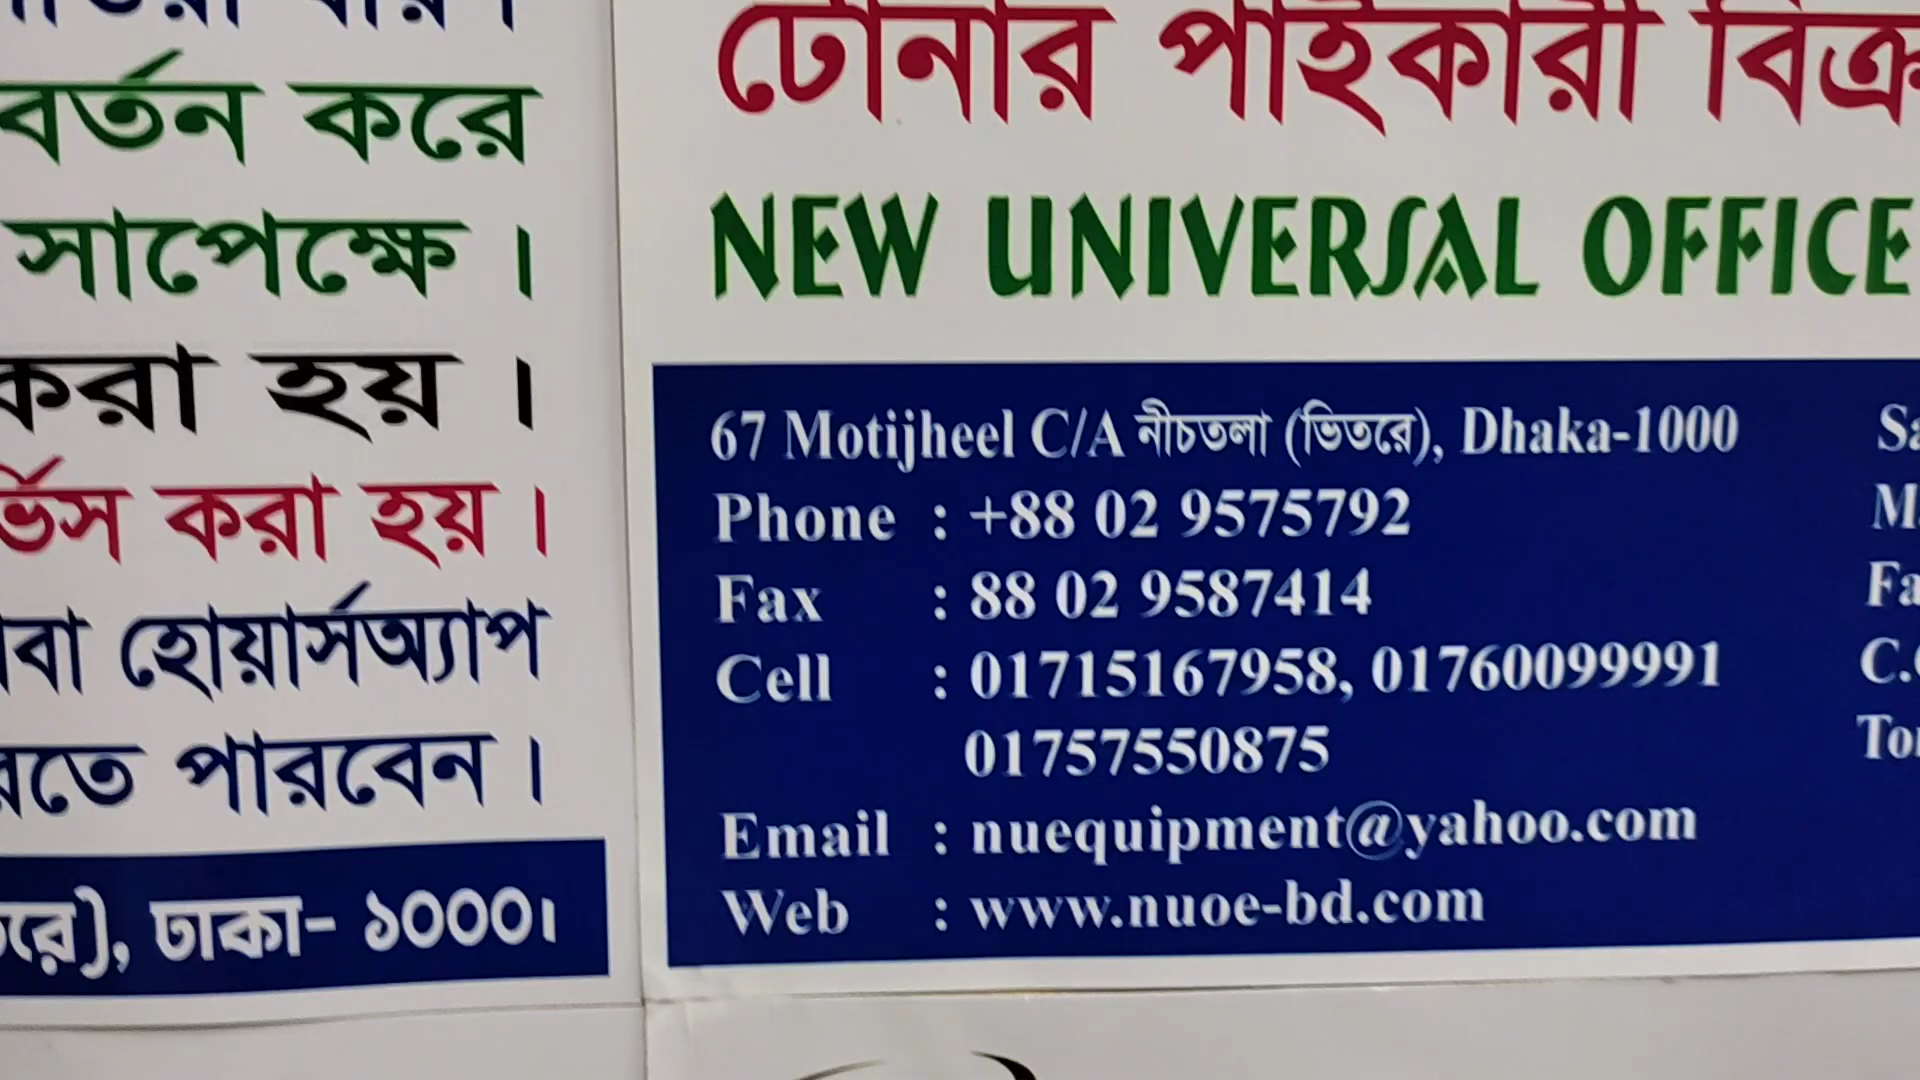 বর্তন করে
সাপেক্ষে ।
করা হয় ।
র্ভিস করা হয় ।
বা হোয়ার্সঅ্যাপ
রতে পারবেন ।
রে), ঢাকা- ১০০০।
টোনার পাইকারী বিক্র
NEW UNIVERSAL OFFICE
67 Motijheel C/A নীচতলা (ভিতরে), Dhaka-1000
Phone : +88 02 9575792
Fax : 88 02 9587414
Cell : 01715167958, 01760099991
01757550875
Email : nuequipment@yahoo.com
Web : www.nuoe-bd.com